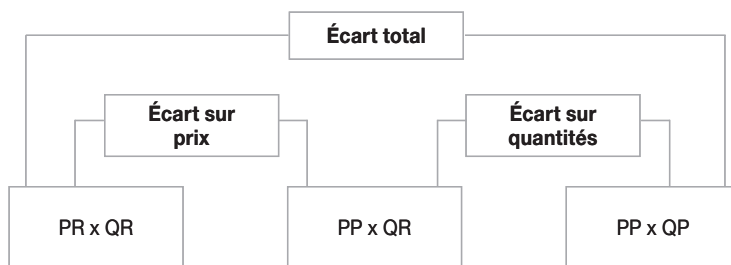 Écart total
Écart sur
prix
Écart sur
quantités
PR x QR
PP x QR
PP x QP